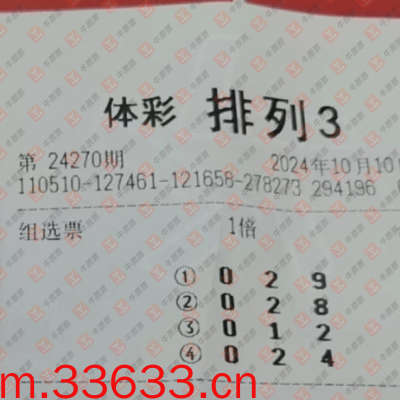 体彩 排列3
第 24270期 2024年10月10
110510-127461-121658-278273 294196
组选票 1倍
① 0 2 9
② 0 2 8
③ 0 1 2
④ 0 2 4
m.33633.cn